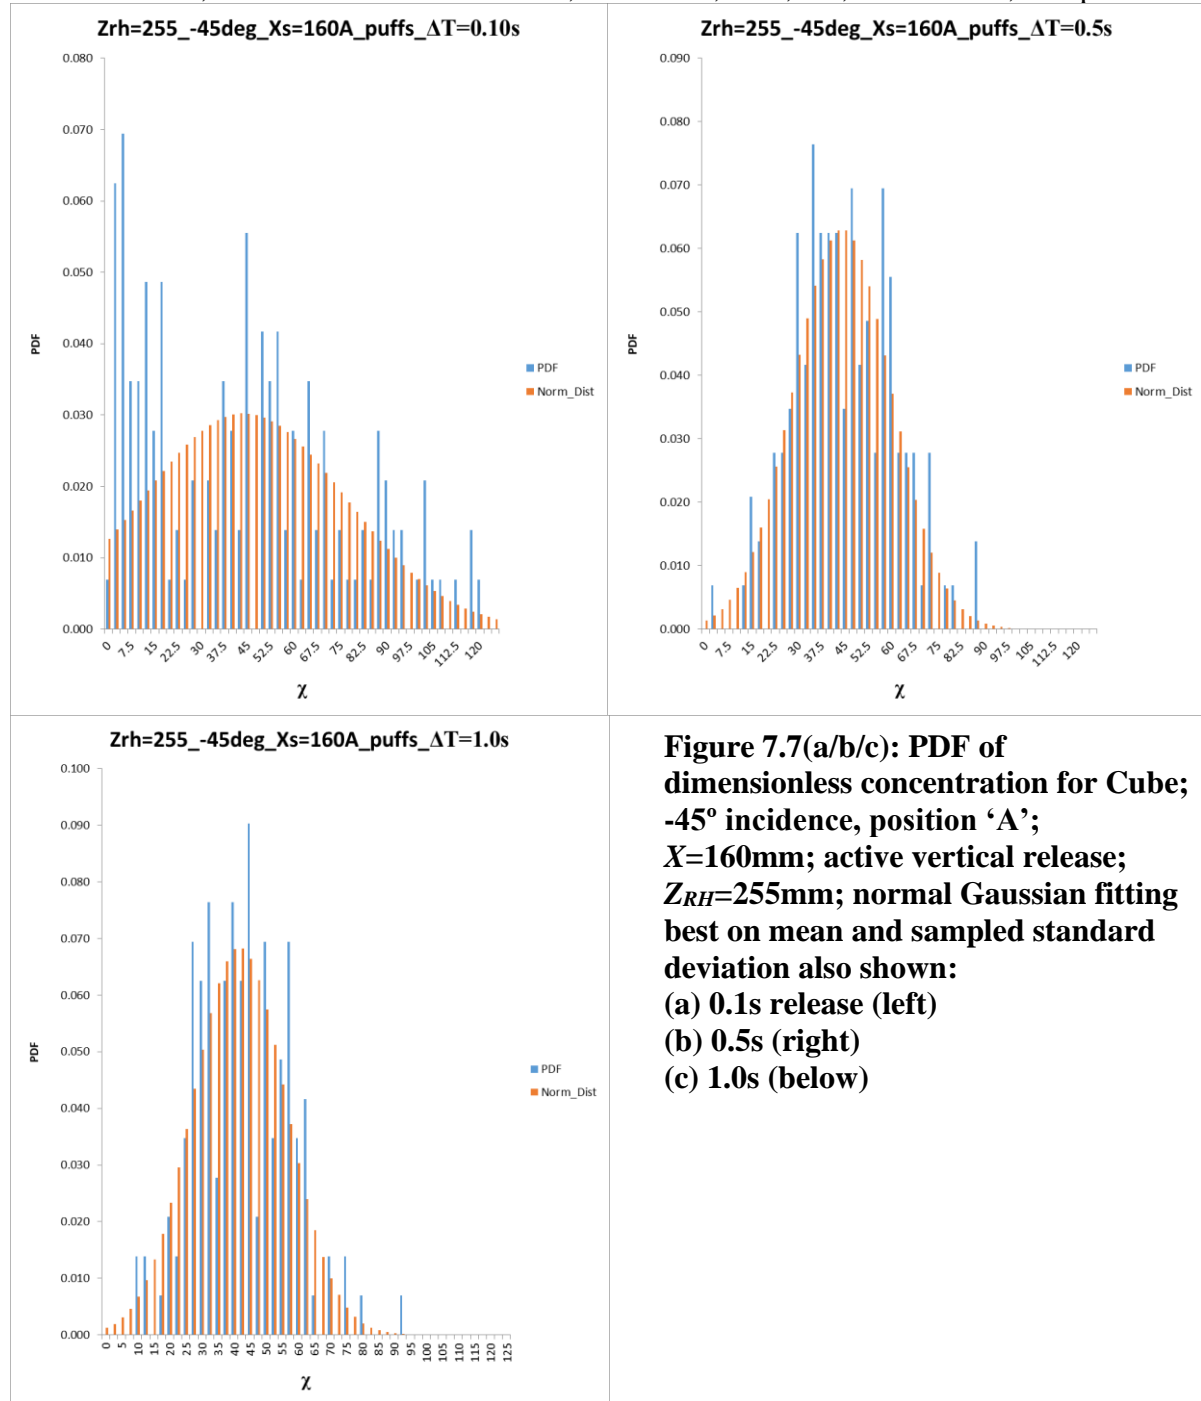 Zrh=255_-45deg_Xs=160A_puffs_ΔT=0.10s
0.080
0.070
0.060
0.050
0.040
0.030
0.020
0.010
0.000
PDF
PDF
Norm_Dist
0 7.5 15 22.5 30 37.5 45 52.5 60 67.5 75 82.5 90 97.5 105 112.5 120
χ
Zrh=255_-45deg_Xs=160A_puffs_ΔT=0.5s
0.090
0.080
0.070
0.060
0.050
0.040
0.030
0.020
0.010
0.000
PDF
PDF
Norm_Dist
0 7.5 15 22.5 30 37.5 45 52.5 60 67.5 75 82.5 90 97.5 105 112.5 120
χ
Zrh=255_-45deg_Xs=160A_puffs_ΔT=1.0s
0.100
0.090
0.080
0.070
0.060
0.050
0.040
0.030
0.020
0.010
0.000
PDF
PDF
Norm_Dist
0 5 10 15 20 25 30 35 40 45 50 55 60 65 70 75 80 85 90 95 100 105 110 115 120 125
χ
Figure 7.7(a/b/c): PDF of
dimensionless concentration for Cube;
-45º incidence, position ‘A’;
X=160mm; active vertical release;
ZRH=255mm; normal Gaussian fitting
best on mean and sampled standard
deviation also shown:
(a) 0.1s release (left)
(b) 0.5s (right)
(c) 1.0s (below)